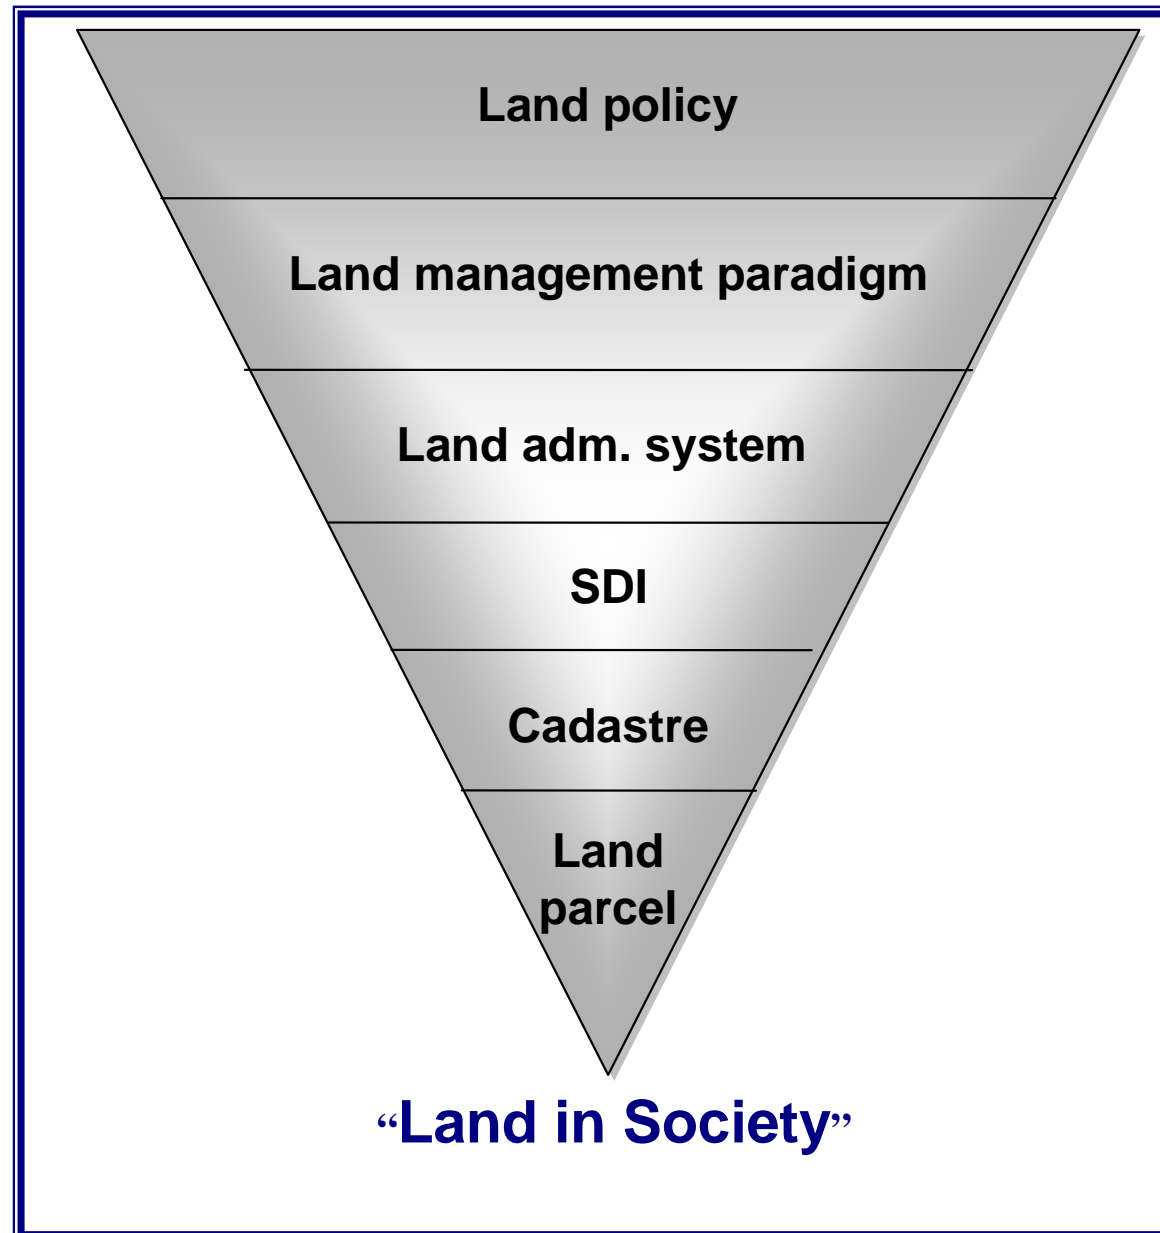 Land policy
Land management paradigm
Land adm. system
SDI
Cadastre
Land
parcel
“Land in Society”